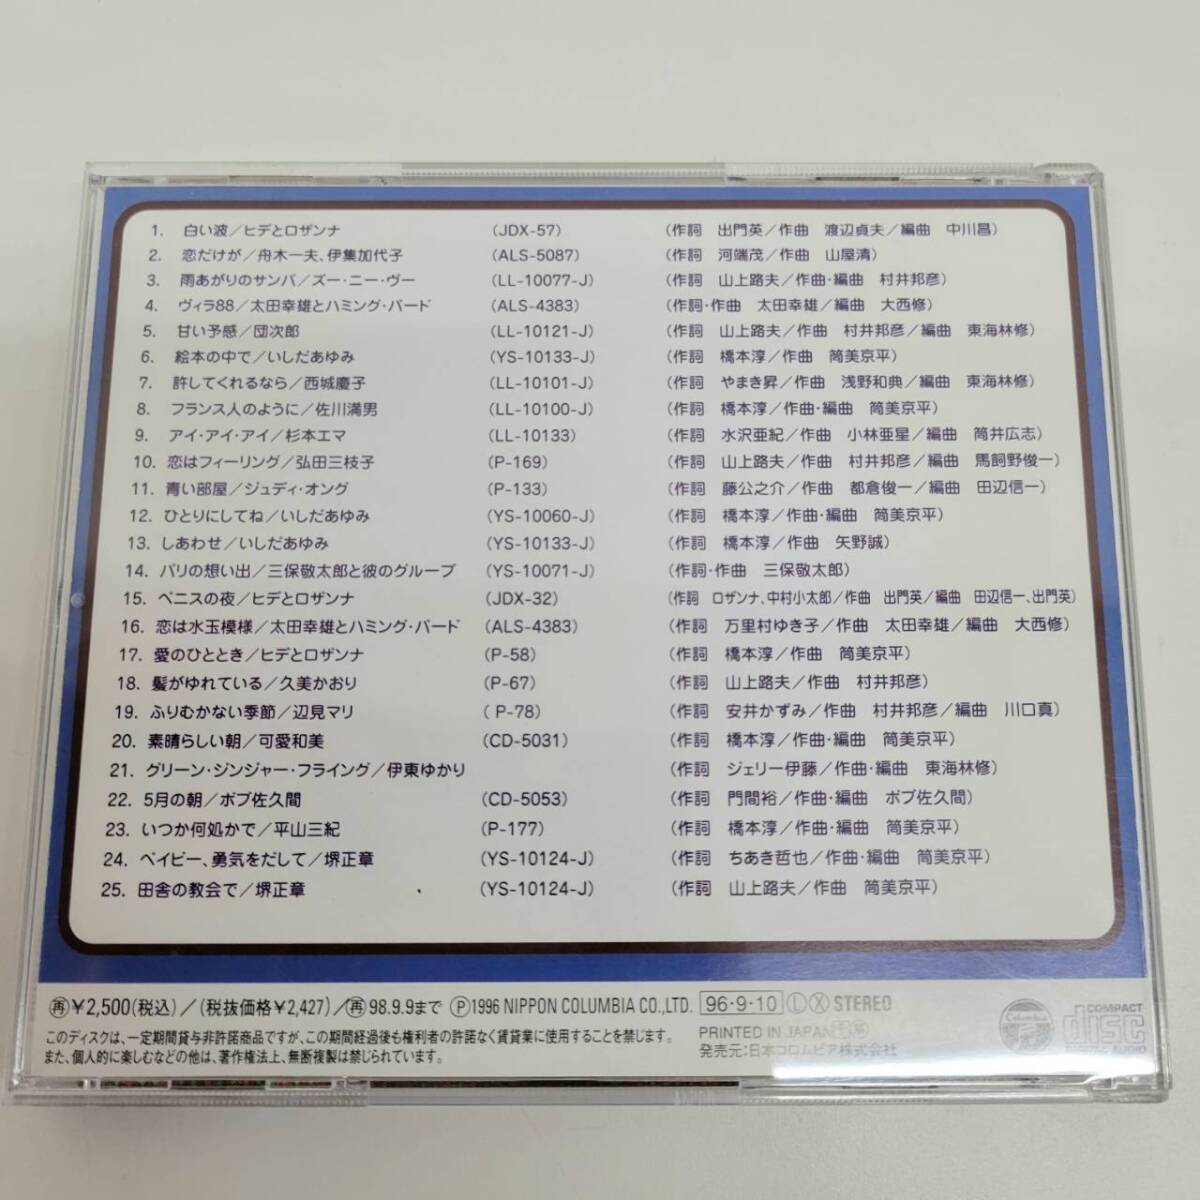 1. 白い波／ヒデとロザンナ (JDX-57) (作詞 出門英／作曲 渡辺貞夫／編曲 中川昌)
2. 恋だけが／舟木一夫、伊集加代子 (ALS-5087) (作詞 河端茂／作曲 山屋清)
3. 雨あがりのサンバ／ズー・ニー・ヴー (LL-10077-J) (作詞 山上路夫／作曲・編曲 村井邦彦)
4. ヴィラ88／太田幸雄とハミング・バード (ALS-4383) (作詞・作曲 太田幸雄／編曲 大西修)
5. 甘い予感／団次郎 (LL-10121-J) (作詞 山上路夫／作曲 村井邦彦／編曲 東海林修)
6. 絵本の中で／いしだあゆみ (YS-10133-J) (作詞 橋本淳／作曲 筒美京平)
7. 許してくれるなら／西城慶子 (LL-10101-J) (作詞 やまき昇／作曲 浅野和典／編曲 東海林修)
8. フランス人のように／佐川満男 (LL-10100-J) (作詞 橋本淳／作曲・編曲 筒美京平)
9. アイ・アイ・アイ／杉本エマ (LL-10133) (作詞 水沢亜紀／作曲 小林亜星／編曲 筒井広志)
10. 恋はフィーリング／弘田三枝子 (P-169) (作詞 山上路夫／作曲 村井邦彦／編曲 馬飼野俊一)
11. 青い部屋／ジュディ・オング (P-133) (作詞 藤公之介／作曲 都倉俊一／編曲 田辺信一)
12. ひとりにしてね／いしだあゆみ (YS-10060-J) (作詞 橋本淳／作曲・編曲 筒美京平)
13. しあわせ／いしだあゆみ (YS-10133-J) (作詞 橋本淳／作曲 矢野誠)
14. パリの想い出／三保敬太郎と彼のグループ (YS-10071-J) (作詞・作曲 三保敬太郎)
15. ベニスの夜／ヒデとロザンナ (JDX-32) (作詞 ロザンナ、中村小太郎／作曲 出門英／編曲 田辺信一、出門英)
16. 恋は水玉模様／太田幸雄とハミング・バード (ALS-4383) (作詞 万里村ゆき子／作曲 太田幸雄／編曲 大西修)
17. 愛のひととき／ヒデとロザンナ (P-58) (作詞 橋本淳／作曲 筒美京平)
18. 髪がゆれている／久美かおり (P-67) (作詞 山上路夫／作曲 村井邦彦)
19. ふりむかない季節／辺見マリ (P-78) (作詞 安井かずみ／作曲 村井邦彦／編曲 川口真)
20. 素晴らしい朝／可愛和美 (CD-5031) (作詞 橋本淳／作曲・編曲 筒美京平)
21. グリーン・ジンジャー・フライング／伊東ゆかり (作詞 ジェリー伊藤／作曲・編曲 東海林修)
22. 5月の朝／ボブ佐久間 (CD-5053) (作詞 門間裕／作曲・編曲 ボブ佐久間)
23. いつか何処かで／平山三紀 (P-177) (作詞 橋本淳／作曲・編曲 筒美京平)
24. ベイビー、勇気をだして／堺正章 (YS-10124-J) (作詞 ちあき哲也／作曲・編曲 筒美京平)
25. 田舎の教会で／堺正章 (YS-10124-J) (作詞 山上路夫／作曲 筒美京平)
㊢¥2,500(税込)／(税抜価格¥2,427)／再 98.9.9まで Ⓟ1996 NIPPON COLUMBIA CO.,LTD. 96・9・10 Ⓛ Ⓧ STEREO
このディスクは、一定期間貸与非許諾商品ですが、この期間経過後も権利者の許諾なく賃貸業に使用することを禁じます。
また、個人的に楽しむなどの他は、著作権法上、無断複製は禁じられています。
PRINTED IN JAPAN
発売元:日本コロムビア株式会社
Columbia
COMPACT
disc
DIGITAL AUDIO